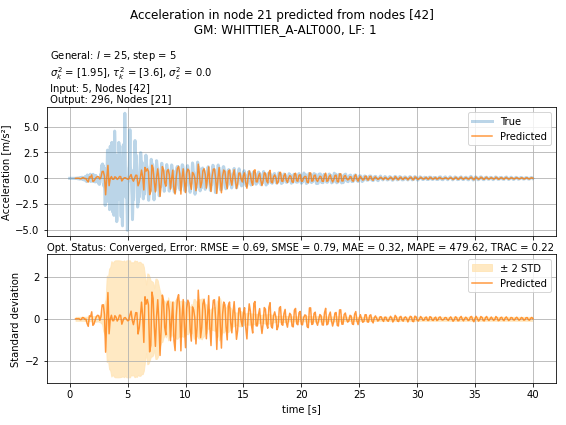 Acceleration in node 21 predicted from nodes [42]
GM: WHITTIER_A-ALT000, LF: 1
General: l = 25, step = 5
σ²ₖ = [1.95], τ²ₖ = [3.6], σ²ε = 0.0
Input: 5, Nodes [42]
Output: 296, Nodes [21]
Acceleration [m/s²]
5.0
2.5
0.0
−2.5
−5.0
True
Predicted
Opt. Status: Converged, Error: RMSE = 0.69, SMSE = 0.79, MAE = 0.32, MAPE = 479.62, TRAC = 0.22
Standard deviation
2
0
−2
± 2 STD
Predicted
0 5 10 15 20 25 30 35 40
time [s]